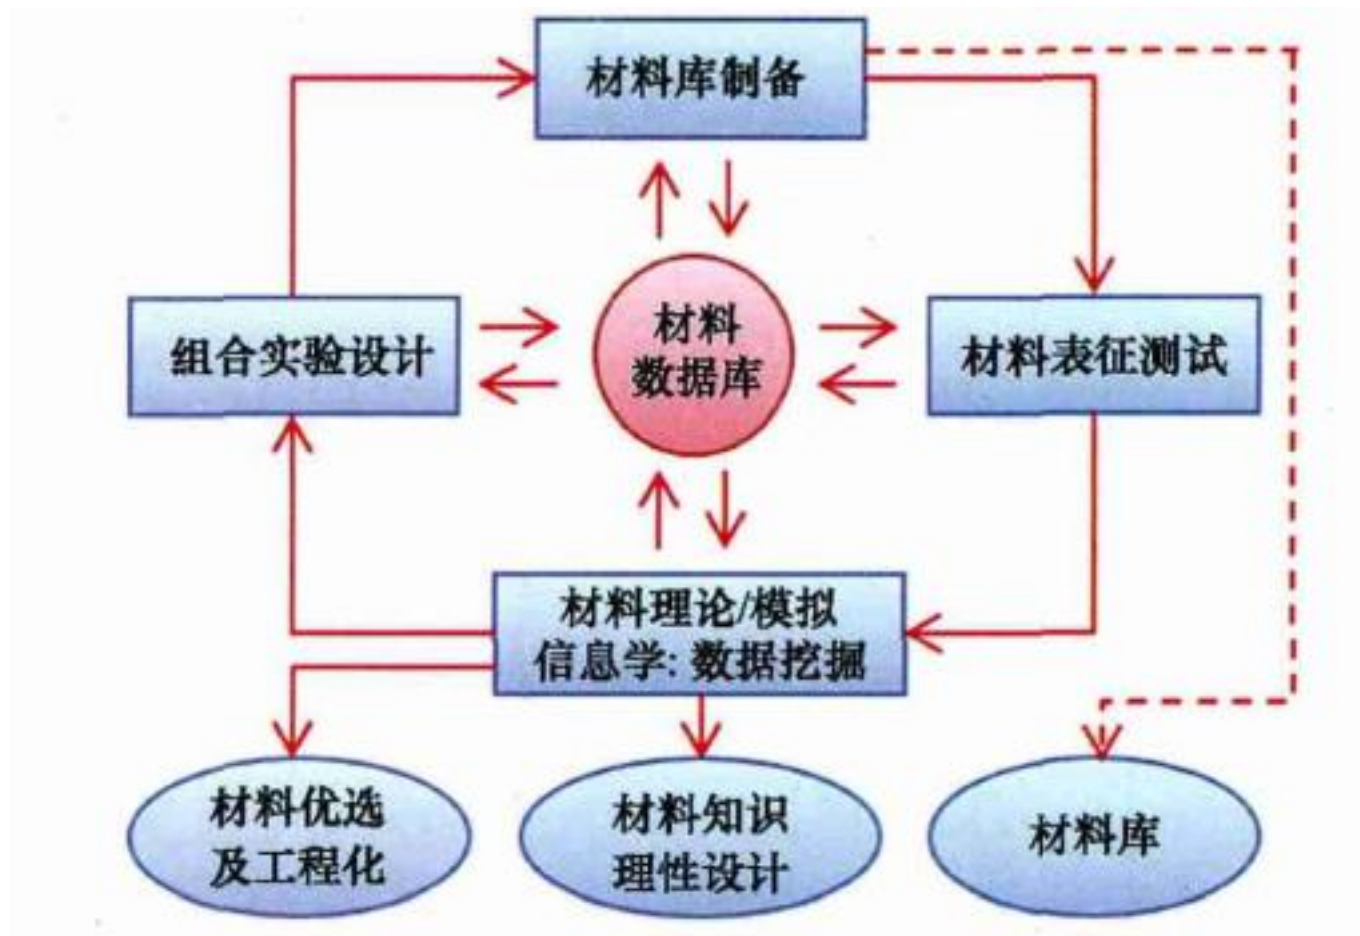 材料库制备
组合实验设计
材料
数据库
材料表征测试
材料理论/模拟
信息学: 数据挖掘
材料优选
及工程化
材料知识
理性设计
材料库